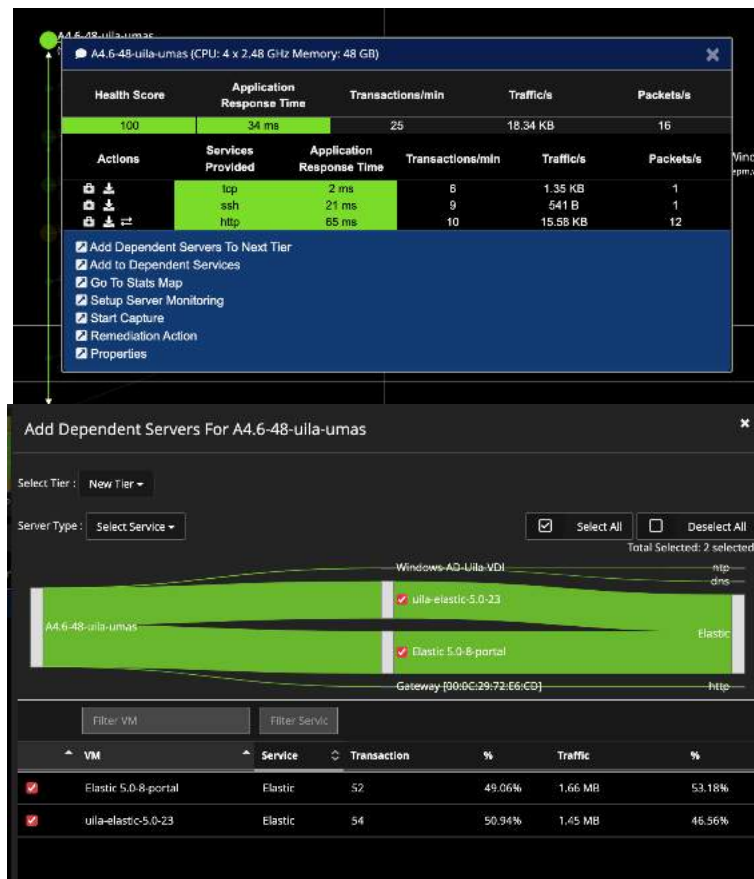 A4.6-48-uila-umas
A4.6-48-uila-umas (CPU: 4 x 2.48 GHz Memory: 48 GB)
Health Score Application Response Time Transactions/min Traffic/s Packets/s
100 34 ms 25 18.34 KB 16
Actions Services Provided Application Response Time Transactions/min Traffic/s Packets/s
tcp 2 ms 6 1.35 KB 1
ssh 21 ms 9 541 B 1
http 65 ms 10 15.58 KB 12
Add Dependent Servers To Next Tier
Add to Dependent Services
Go To Stats Map
Setup Server Monitoring
Start Capture
Remediation Action
Properties
Add Dependent Servers For A4.6-48-uila-umas
Select Tier : New Tier
Server Type : Select Service Select All Deselect All
Total Selected: 2 selected
Windows-AD-Uila-VDI ntp
dns
uila-elastic-5.0-23
A4.6-48-uila-umas Elastic
Elastic 5.0-8-portal
Gateway [00:0C:29:72:E6:CD] http
Filter VM Filter Servic
VM Service Transaction % Traffic %
Elastic 5.0-8-portal Elastic 52 49.06% 1.66 MB 53.18%
uila-elastic-5.0-23 Elastic 54 50.94% 1.45 MB 46.56%